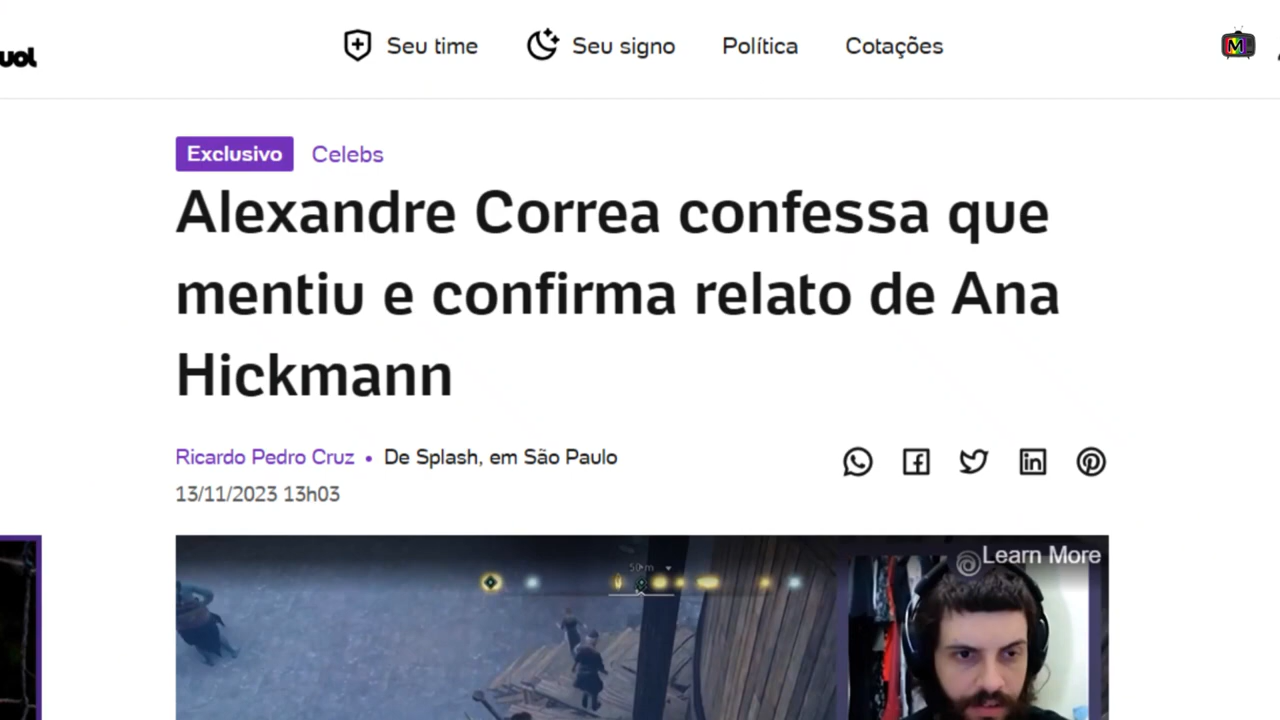 uol
Seu time
Seu signo
Política
Cotações
M
Exclusivo
Celebs
Alexandre Correa confessa que
mentiu e confirma relato de Ana
Hickmann
Ricardo Pedro Cruz • De Splash, em São Paulo
13/11/2023 13h03
Learn More
50 m